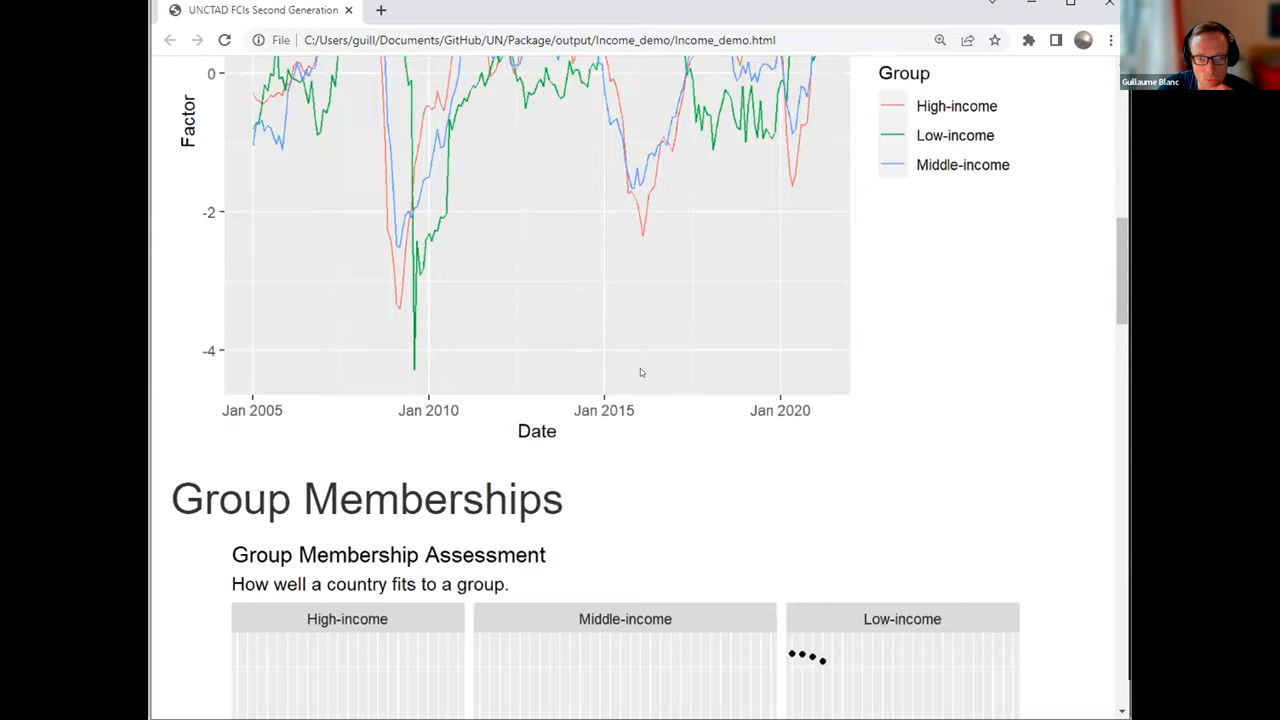 UNCTAD FCIs Second Generation
File
C:/Users/guill/Documents/GitHub/UN/Package/output/Income_demo/Income_demo.html
Guillaume Blanc
0
-2
-4
Factor
Jan 2005
Jan 2010
Jan 2015
Jan 2020
Date
Group
High-income
Low-income
Middle-income
Group Memberships
Group Membership Assessment
How well a country fits to a group.
High-income
Middle-income
Low-income